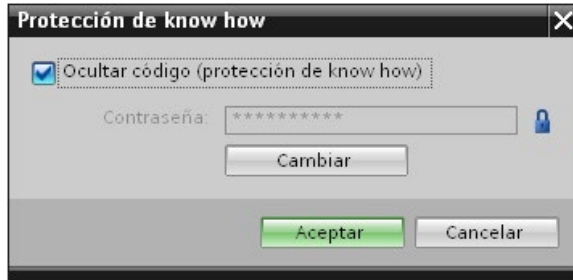 Protección de know how
Ocultar código (protección de know how)
Contraseña: **********
Cambiar
Aceptar Cancelar